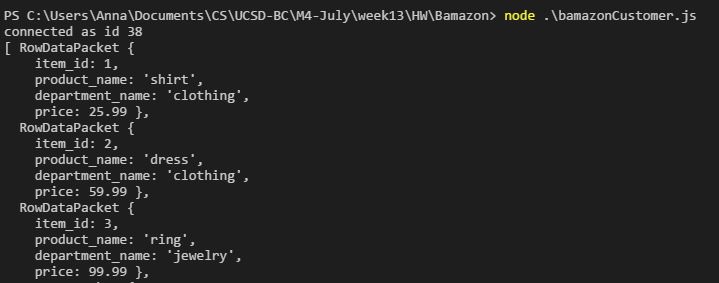 PS C:\Users\Anna\Documents\CS\UCSD-BC\M4-July\week13\HW\Bamazon> node .\bamazonCustomer.js
connected as id 38
[ RowDataPacket {
    item_id: 1,
    product_name: 'shirt',
    department_name: 'clothing',
    price: 25.99 },
  RowDataPacket {
    item_id: 2,
    product_name: 'dress',
    department_name: 'clothing',
    price: 59.99 },
  RowDataPacket {
    item_id: 3,
    product_name: 'ring',
    department_name: 'jewelry',
    price: 99.99 },